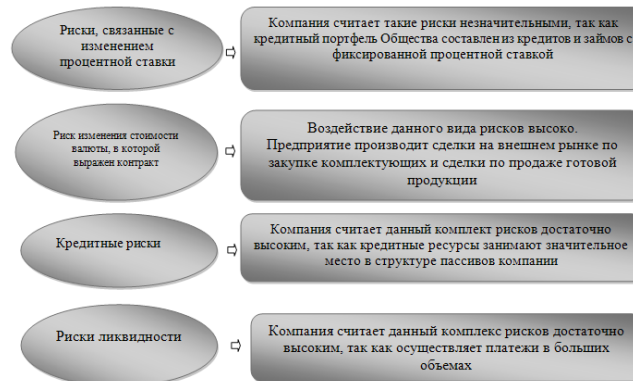 Риски, связанные с
изменением
процентной ставки
Компания считает такие риски незначительными, так как
кредитный портфель Общества составлен из кредитов и займов с
фиксированной процентной ставкой
Риск изменения стоимости
валюты, в которой
выражен контракт
Воздействие данного вида рисков высоко.
Предприятие производит сделки на внешнем рынке по
закупке комплектующих и сделки по продаже готовой
продукции
Кредитные риски
Компания считает данный комплект рисков достаточно
высоким, так как кредитные ресурсы занимают значительное
место в структуре пассивов компании
Риски ликвидности
Компания считает данный комплекс рисков достаточно
высоким, так как осуществляет платежи в больших
объемах